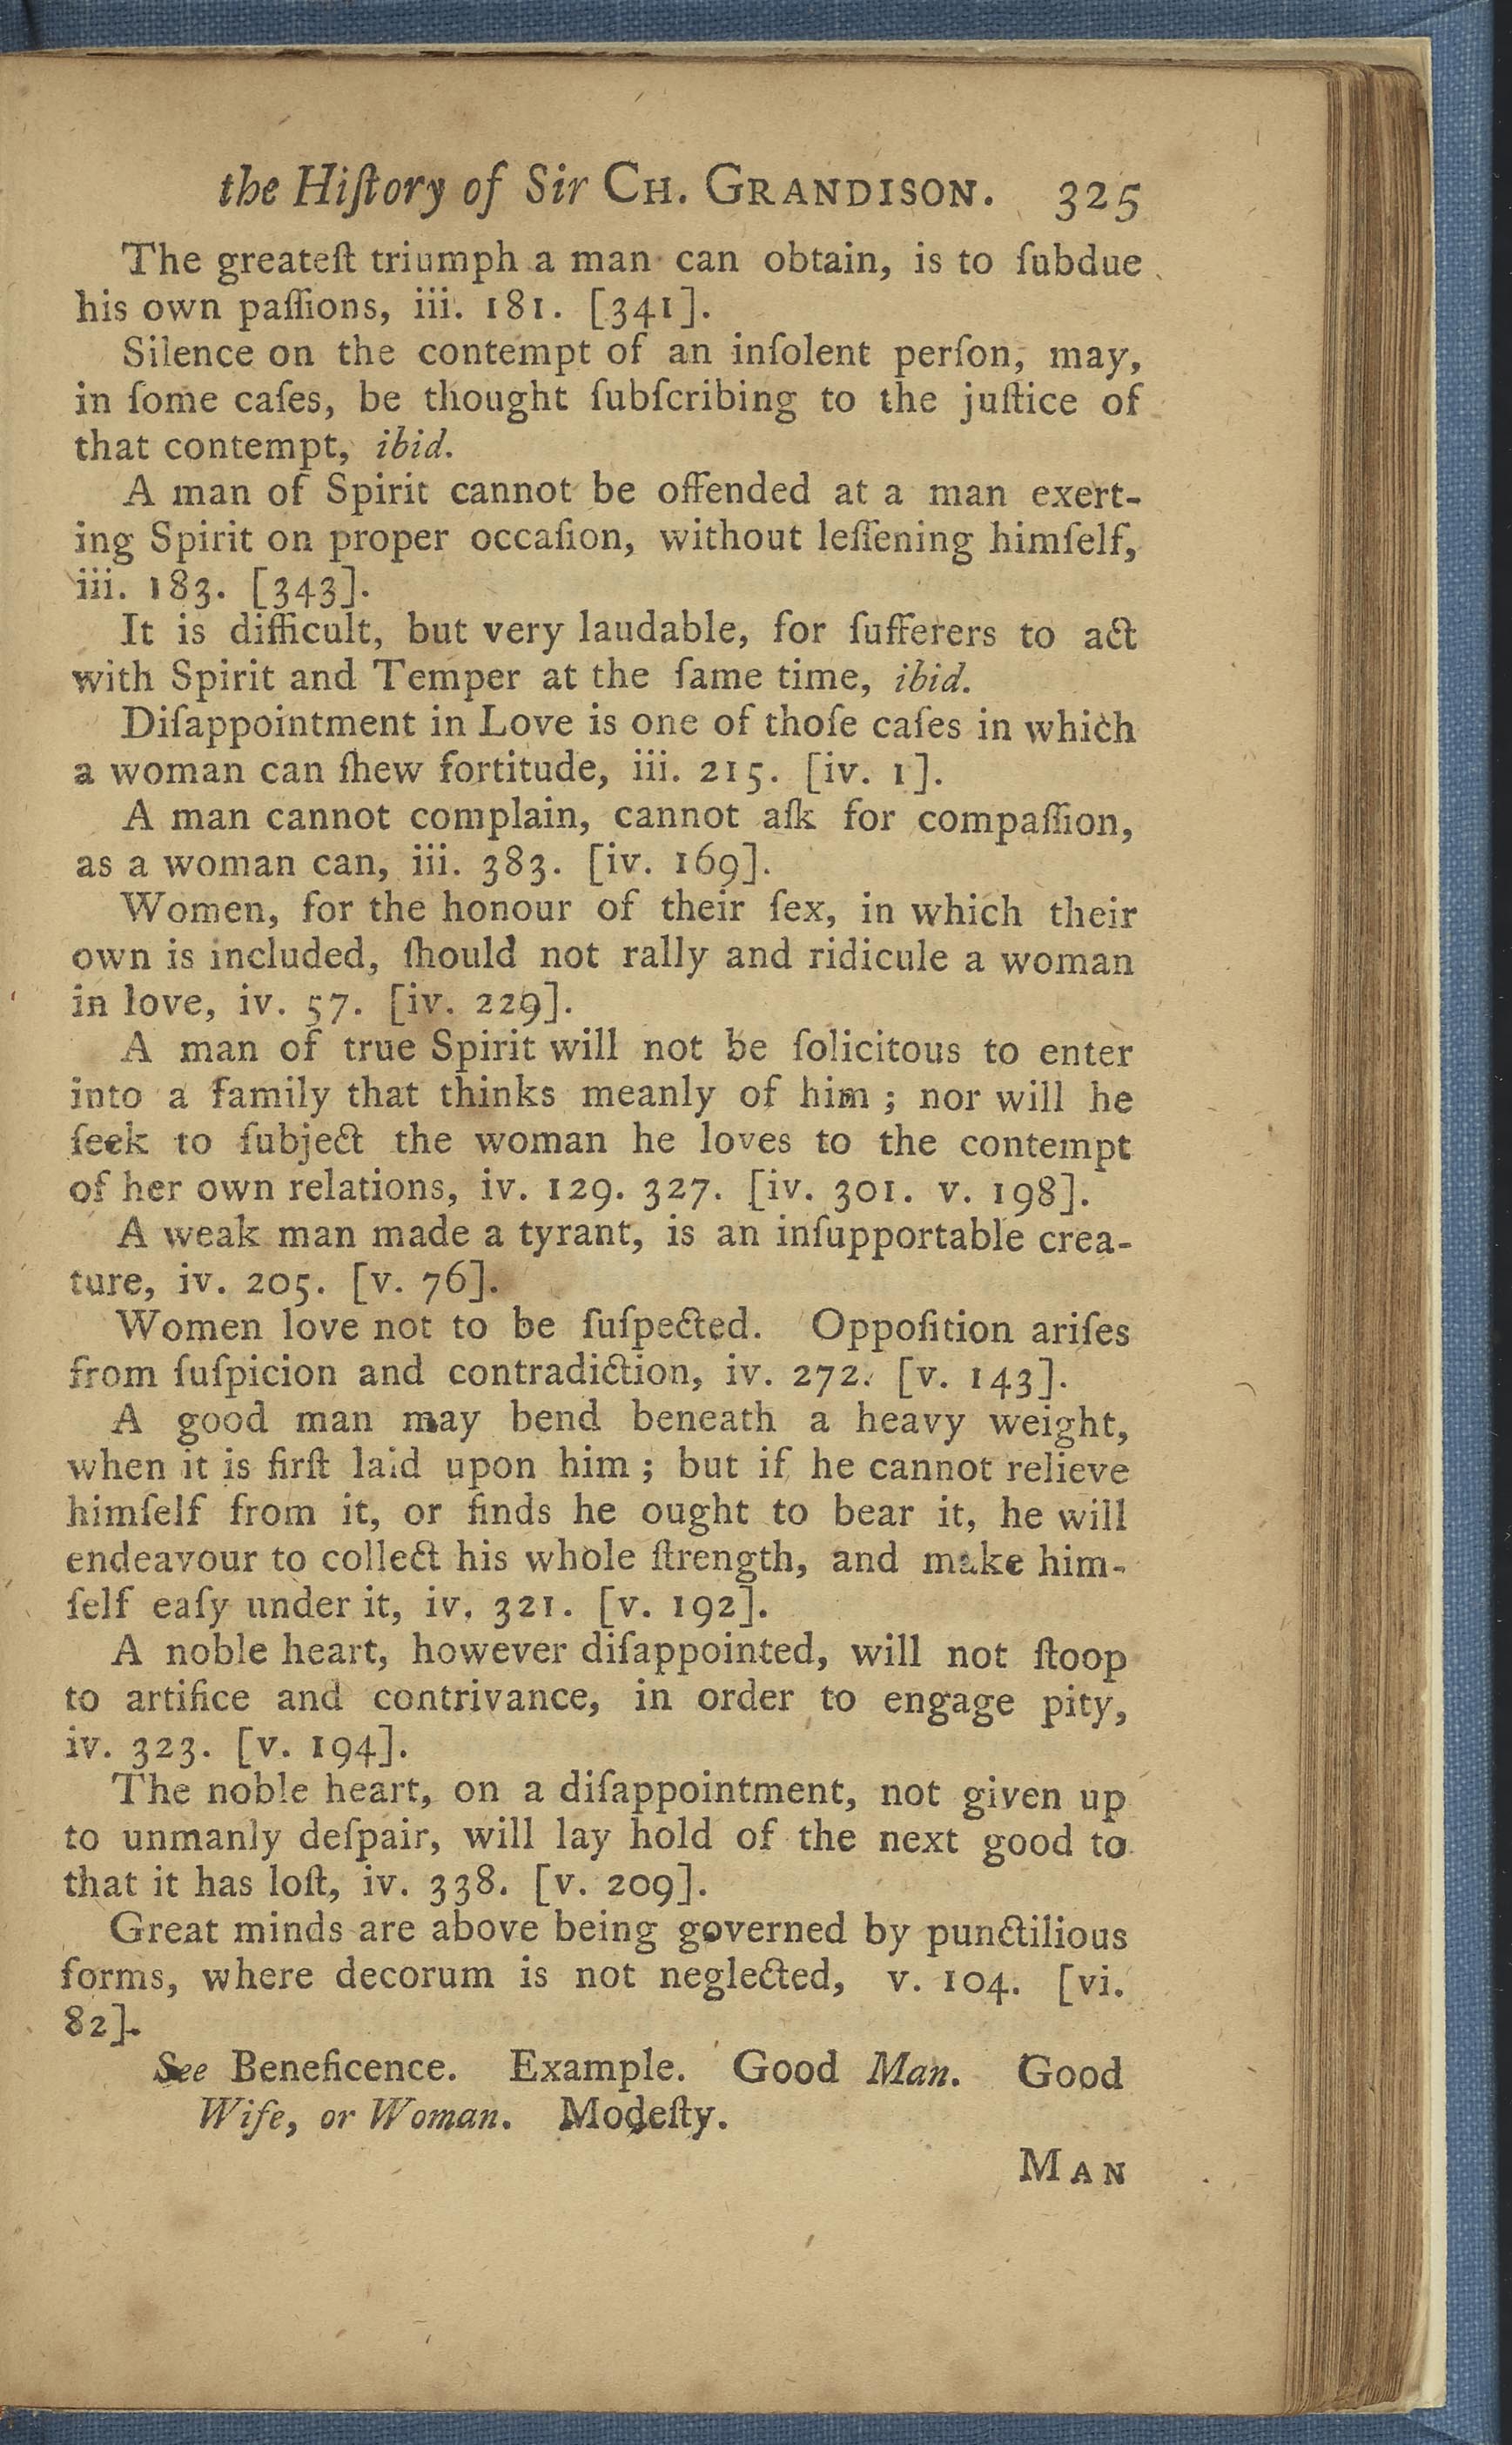 the Hiſtory of Sir CH. GRANDISON. 325
The greateſt triumph a man can obtain, is to ſubdue
his own paſſions, iii. 181. [341].
Silence on the contempt of an inſolent perſon, may,
in ſome caſes, be thought ſubſcribing to the juſtice of
that contempt, ibid.
A man of Spirit cannot be offended at a man exert-
ing Spirit on proper occaſion, without leſſening himſelf,
iii. 183. [343].
It is difficult, but very laudable, for ſufferers to act
with Spirit and Temper at the ſame time, ibid.
Diſappointment in Love is one of thoſe caſes in which
a woman can ſhew fortitude, iii. 215. [iv. 1].
A man cannot complain, cannot aſk for compaſſion,
as a woman can, iii. 383. [iv. 169].
Women, for the honour of their ſex, in which their
own is included, ſhould not rally and ridicule a woman
in love, iv. 57. [iv. 229].
A man of true Spirit will not be ſolicitous to enter
into a family that thinks meanly of him ; nor will he
ſeek to ſubject the woman he loves to the contempt
of her own relations, iv. 129. 327. [iv. 301. v. 198].
A weak man made a tyrant, is an inſupportable crea-
ture, iv. 205. [v. 76].
Women love not to be ſuſpected. Oppoſition ariſes
from ſuſpicion and contradiction, iv. 272. [v. 143].
A good man may bend beneath a heavy weight,
when it is firſt laid upon him ; but if he cannot relieve
himſelf from it, or finds he ought to bear it, he will
endeavour to collect his whole ſtrength, and make him-
ſelf eaſy under it, iv. 321. [v. 192].
A noble heart, however diſappointed, will not ſtoop
to artifice and contrivance, in order to engage pity,
iv. 323. [v. 194].
The noble heart, on a diſappointment, not given up
to unmanly deſpair, will lay hold of the next good to
that it has loſt, iv. 338. [v. 209].
Great minds are above being governed by punctilious
forms, where decorum is not neglected, v. 104. [vi.
82].
See Beneficence. Example. Good Man. Good
Wife, or Woman. Modeſty.
MAN